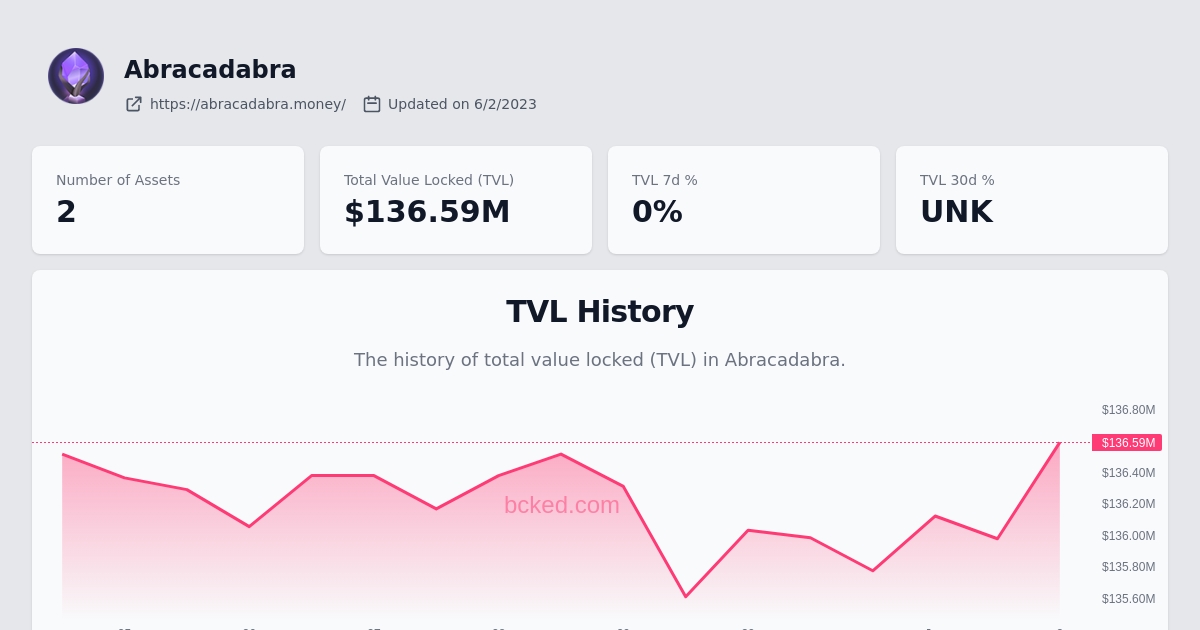 Abracadabra
https://abracadabra.money/ Updated on 6/2/2023
Number of Assets
2
Total Value Locked (TVL)
$136.59M
TVL 7d %
0%
TVL 30d %
UNK
TVL History
The history of total value locked (TVL) in Abracadabra.
$136.80M
$136.59M
$136.40M
bcked.com
$136.20M
$136.00M
$135.80M
$135.60M